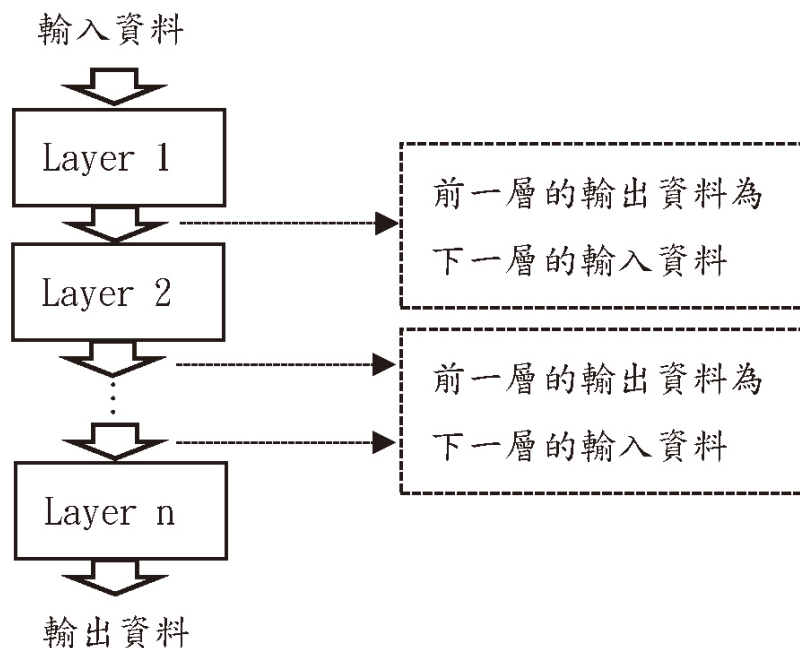 輸入資料
Layer 1
前一層的輸出資料為
下一層的輸入資料
Layer 2
前一層的輸出資料為
下一層的輸入資料
Layer n
輸出資料